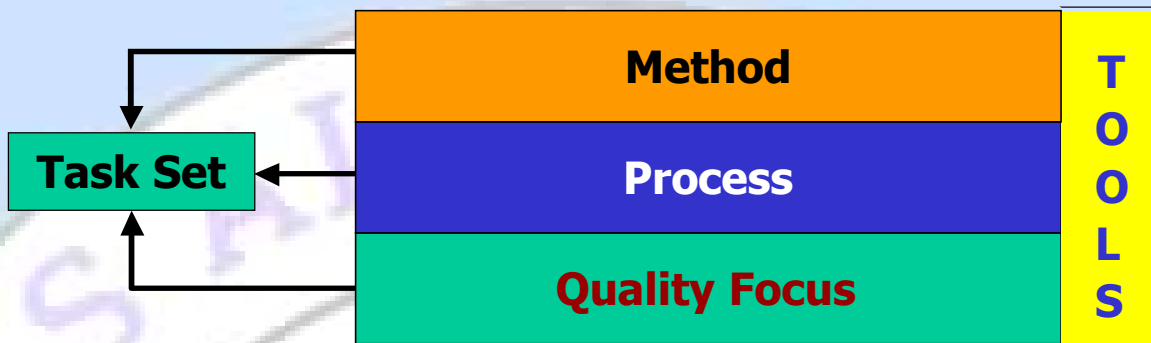 Method
Task Set
Process
Quality Focus
T
O
O
L
S